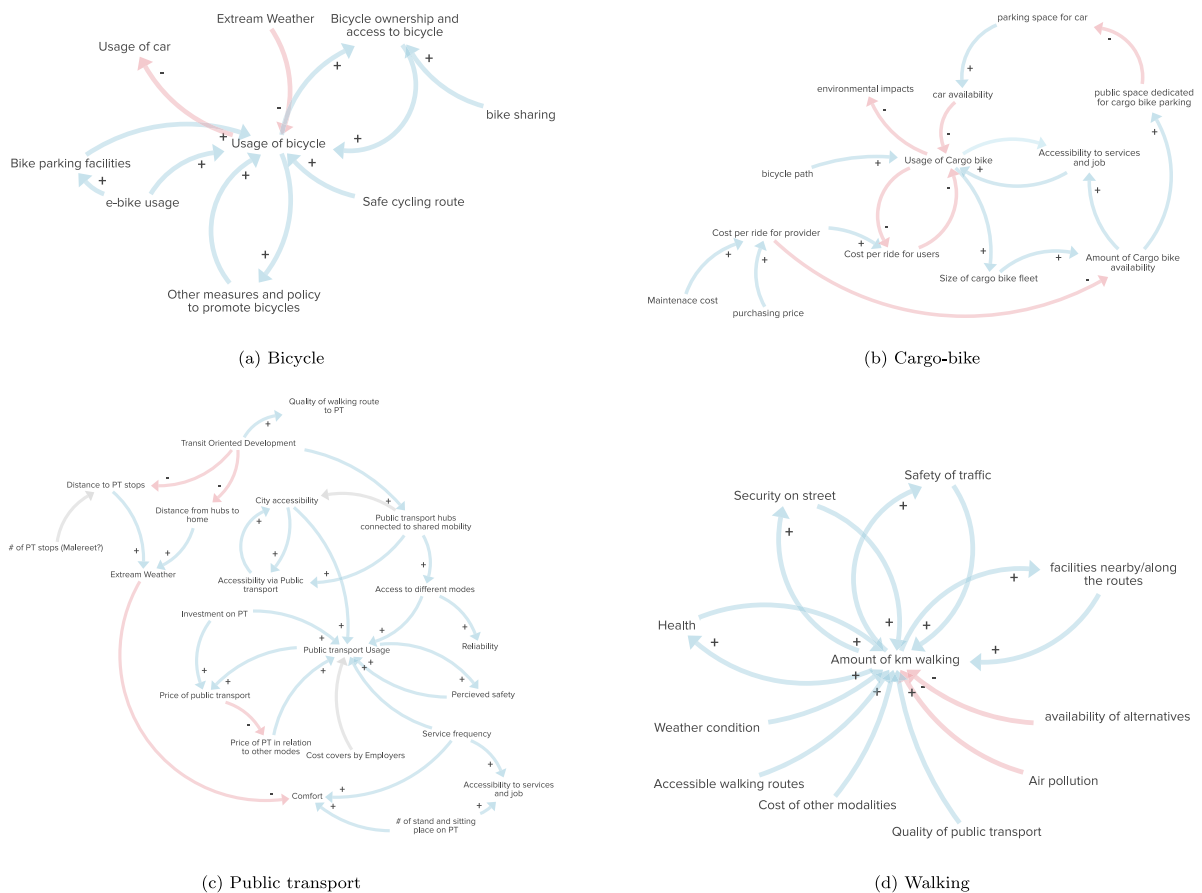 Extream Weather
Bicycle ownership and
access to bicycle
Usage of car
-
+
+
-
bike sharing
+
Usage of bicycle
+
Bike parking facilities
+
+
+
+
+
e-bike usage
Safe cycling route
+
Other measures and policy
to promote bicycles
(a) Bicycle
parking space for car
-
+
environmental impacts
car availability
public space dedicated
for cargo bike parking
-
-
+
Usage of Cargo bike
Accessibility to services
and job
+
+
bicycle path
-
+
Cost per ride for provider
-
+
Cost per ride for users
+
+
+
+
Size of cargo bike fleet
Amount of Cargo bike
availability
-
Maintenace cost
purchasing price
(b) Cargo-bike
Quality of walking route
to PT
+
Transit Oriented Development
-
-
Distance to PT stops
City accessibility
+
Distance from hubs to
home
Public transport hubs
connected to shared mobility
+
# of PT stops (Malereet?)
+
+
+
+
+
Extream Weather
Accessibility via Public
transport
Access to different modes
Investment on PT
+
+
+
+
Public transport Usage
Reliability
+
+
+
+
+
Price of public transport
Percieved safety
-
Price of PT in relation
to other modes
Service frequency
Cost covers by Employers
+
Accessibility to services
and job
+
-
Comfort
+
+
# of stand and sitting
place on PT
(c) Public transport
Safety of traffic
Security on street
+
+
facilities nearby/along
the routes
+
Health
+
+
+
+
+
Amount of km walking
+
+
+
-
-
Weather condition
availability of alternatives
Accessible walking routes
Air pollution
Cost of other modalities
Quality of public transport
(d) Walking